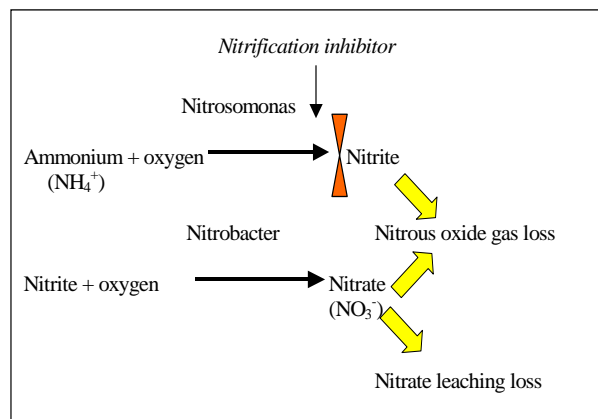 Nitrification inhibitor
Nitrosomonas
Ammonium + oxygen Nitrite
(NH₄⁺)
Nitrobacter Nitrous oxide gas loss
Nitrite + oxygen Nitrate
(NO₃⁻)
Nitrate leaching loss